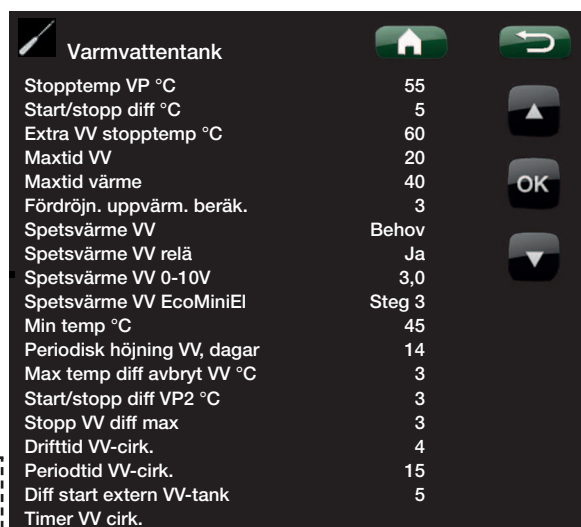 Varmvattentank
Stopptemp VP °C 55
Start/stopp diff °C 5
Extra VV stopptemp °C 60
Maxtid VV 20
Maxtid värme 40
Fördröjn. uppvärm. beräk. 3
Spetsvärme VV Behov
Spetsvärme VV relä Ja
Spetsvärme VV 0-10V 3,0
Spetsvärme VV EcoMiniEl Steg 3
Min temp °C 45
Periodisk höjning VV, dagar 14
Max temp diff avbryt VV °C 3
Start/stopp diff VP2 °C 3
Stopp VV diff max 3
Drifttid VV-cirk. 4
Periodtid VV-cirk. 15
Diff start extern VV-tank 5
Timer VV cirk.
OK